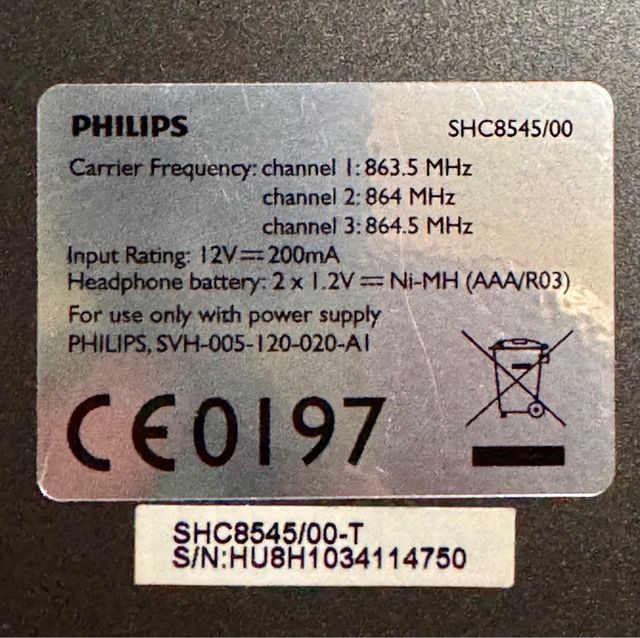 PHILIPS SHC8545/00
Carrier Frequency: channel 1: 863.5 MHz
channel 2: 864 MHz
channel 3: 864.5 MHz
Input Rating: 12V⎓200mA
Headphone battery: 2 x 1.2V ⎓ Ni-MH (AAA/R03)
For use only with power supply
PHILIPS, SVH-005-120-020-A1
CE0197
SHC8545/00-T
S/N:HU8H1034114750